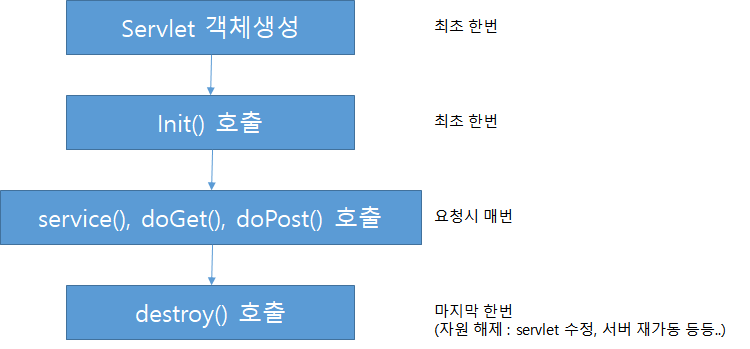 Servlet 객체생성
최초 한번
Init() 호출
최초 한번
service(), doGet(), doPost() 호출
요청시 매번
destroy() 호출
마지막 한번
(자원 해제 : servlet 수정, 서버 재가동 등등..)